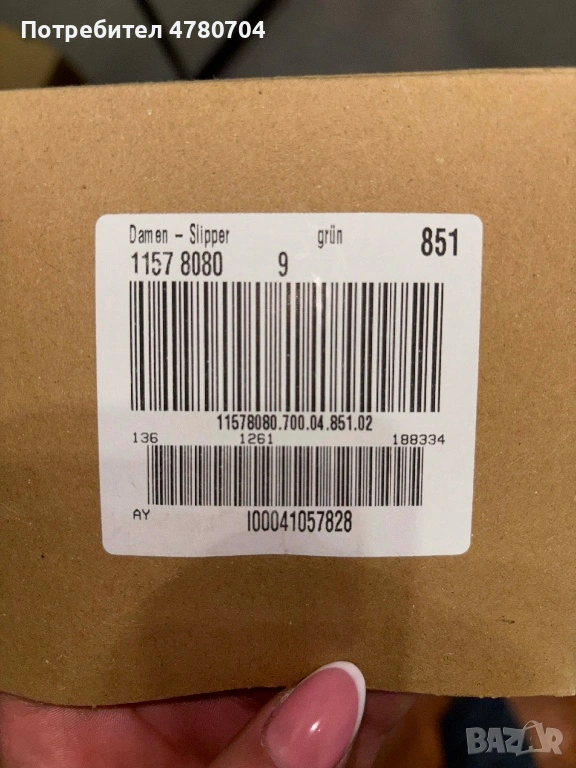 Потребител 4780704
Damen - Slipper grün 851
1157 8080 9
11578080.700.04.851.02
136 1261 188334
AY I00041057828
BAZAR